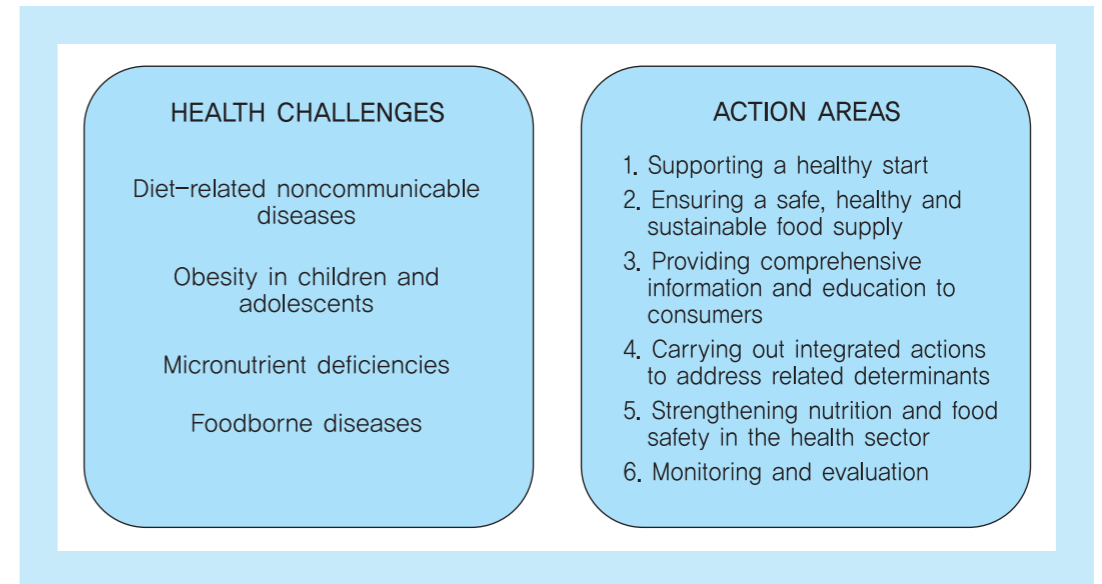 HEALTH CHALLENGES
Diet-related noncommunicable
diseases
Obesity in children and
adolescents
Micronutrient deficiencies
Foodborne diseases
ACTION AREAS
1. Supporting a healthy start
2. Ensuring a safe, healthy and
sustainable food supply
3. Providing comprehensive
information and education to
consumers
4. Carrying out integrated actions
to address related determinants
5. Strengthening nutrition and food
safety in the health sector
6. Monitoring and evaluation